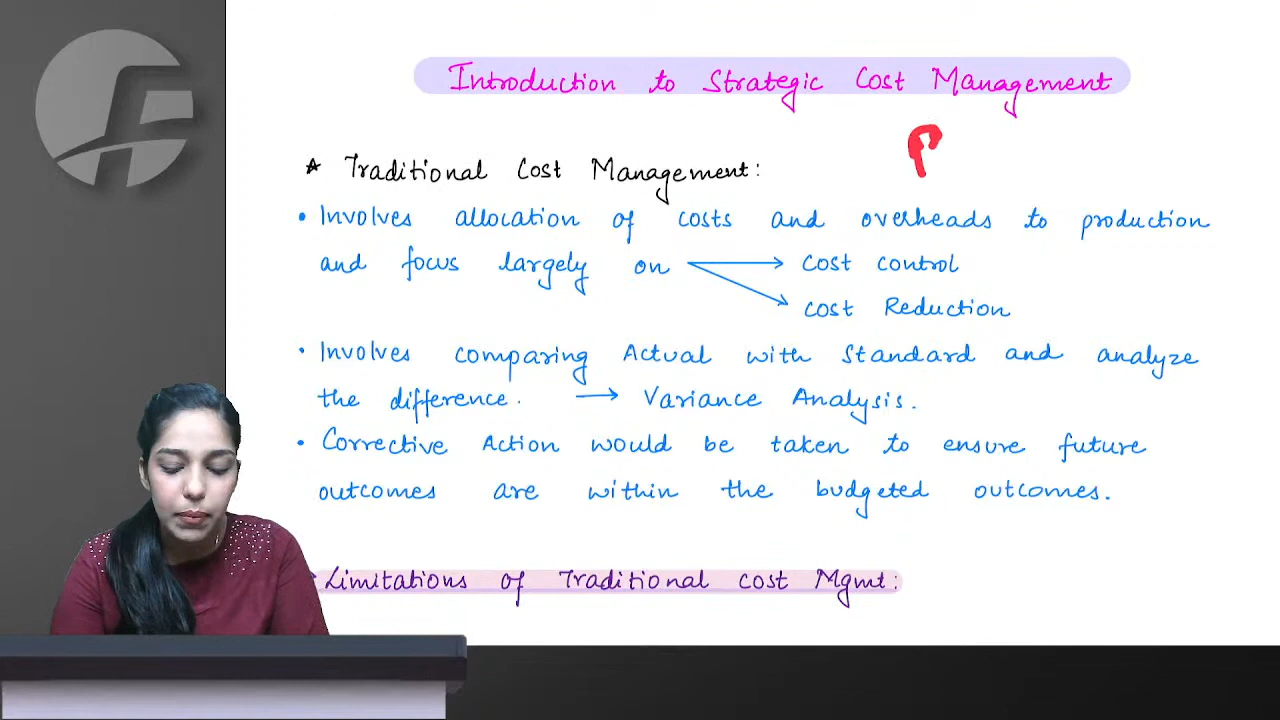 Introduction to Strategic Cost Management
* Traditional Cost Management:
• Involves allocation of costs and overheads to production
and focus largely on → cost control
→ cost Reduction
• Involves comparing Actual with Standard and analyze
the difference. → Variance Analysis.
• Corrective Action would be taken to ensure future
outcomes are within the budgeted outcomes.
Limitations of Traditional cost Mgmt: